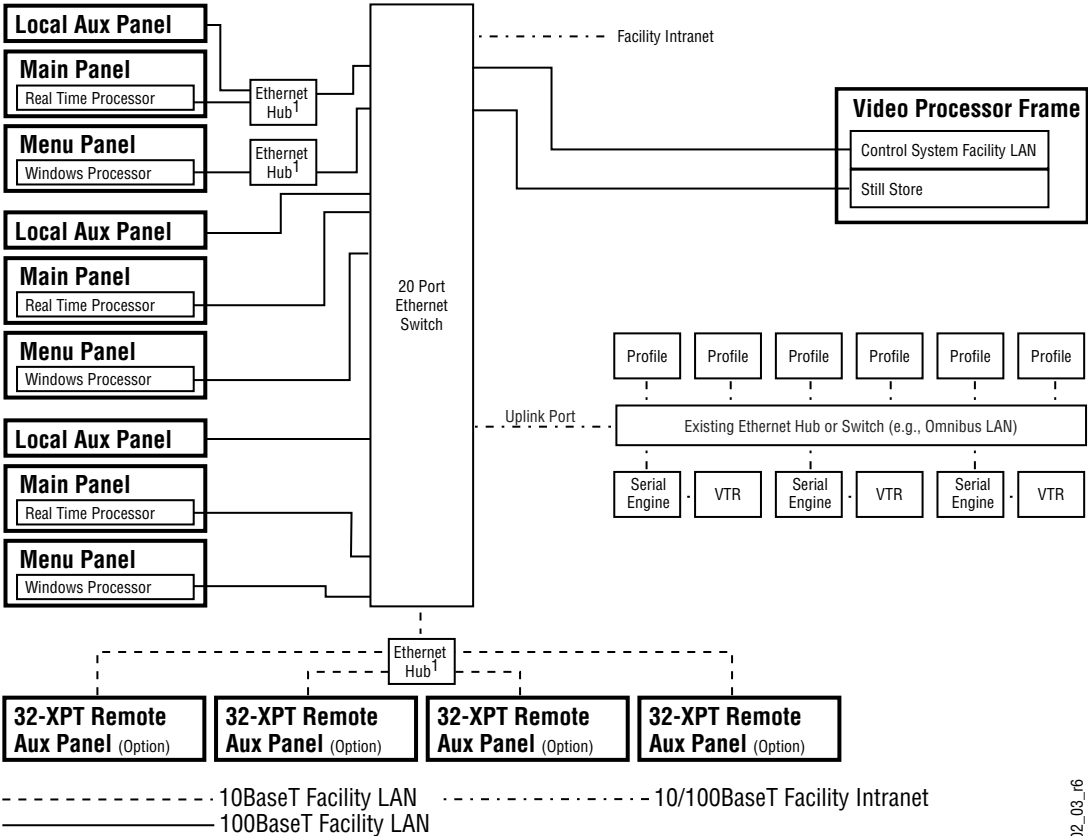 Local Aux Panel
Main Panel
Real Time Processor
Ethernet
Hub1
Menu Panel
Windows Processor
Ethernet
Hub1
Local Aux Panel
Main Panel
Real Time Processor
Menu Panel
Windows Processor
Local Aux Panel
Main Panel
Real Time Processor
Menu Panel
Windows Processor
20 Port
Ethernet
Switch
Facility Intranet
Video Processor Frame
Control System Facility LAN
Still Store
Profile
Profile
Profile
Profile
Profile
Profile
Uplink Port
Existing Ethernet Hub or Switch (e.g., Omnibus LAN)
Serial
Engine
VTR
Serial
Engine
VTR
Serial
Engine
VTR
Ethernet
Hub1
32-XPT Remote
Aux Panel (Option)
32-XPT Remote
Aux Panel (Option)
32-XPT Remote
Aux Panel (Option)
32-XPT Remote
Aux Panel (Option)
10BaseT Facility LAN
10/100BaseT Facility Intranet
100BaseT Facility LAN